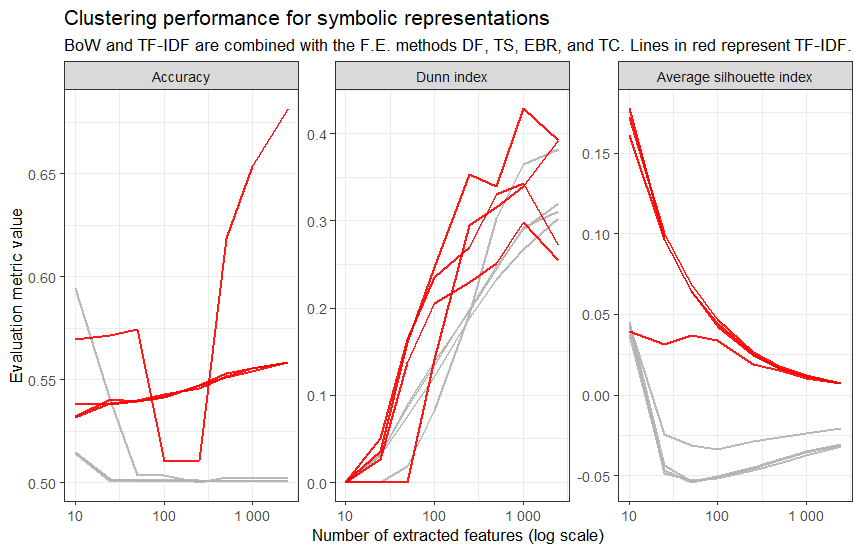 Clustering performance for symbolic representations
BoW and TF-IDF are combined with the F.E. methods DF, TS, EBR, and TC. Lines in red represent TF-IDF.
Accuracy
Dunn index
Average silhouette index
Evaluation metric value
0.65
0.60
0.55
0.50
10 100 1 000
0.4
0.3
0.2
0.1
0.0
10 100 1 000
0.15
0.10
0.05
0.00
-0.05
10 100 1 000
Number of extracted features (log scale)